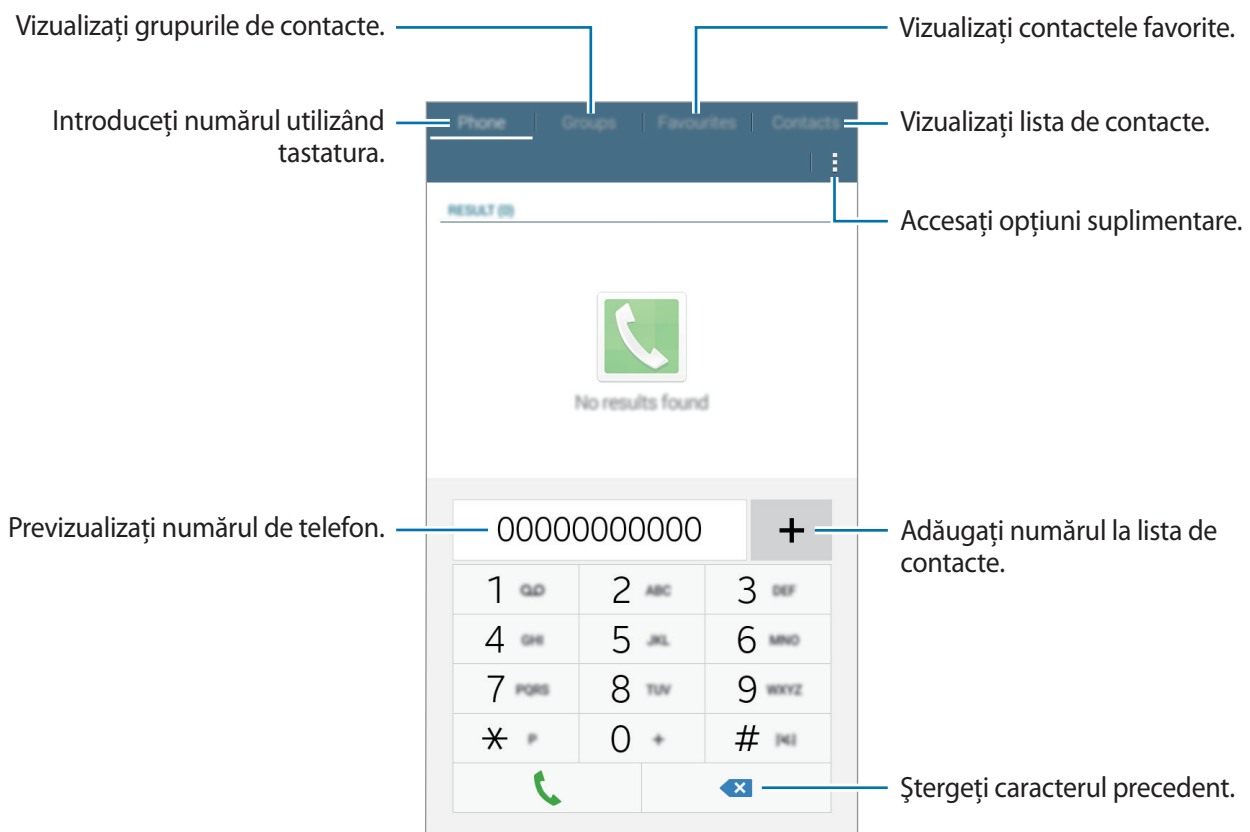 Vizualizați grupurile de contacte.
Vizualizați contactele favorite.
Introduceți numărul utilizând
tastatura.
Phone Groups Favourites Contacts
Vizualizați lista de contacte.
Accesați opțiuni suplimentare.
RESULT (0)
No results found
Previzualizați numărul de telefon.
00000000000 +
Adăugați numărul la lista de
contacte.
1 2 ABC 3 DEF
4 GHI 5 JKL 6 MNO
7 PQRS 8 TUV 9 WXYZ
* P 0 + #
Ştergeți caracterul precedent.